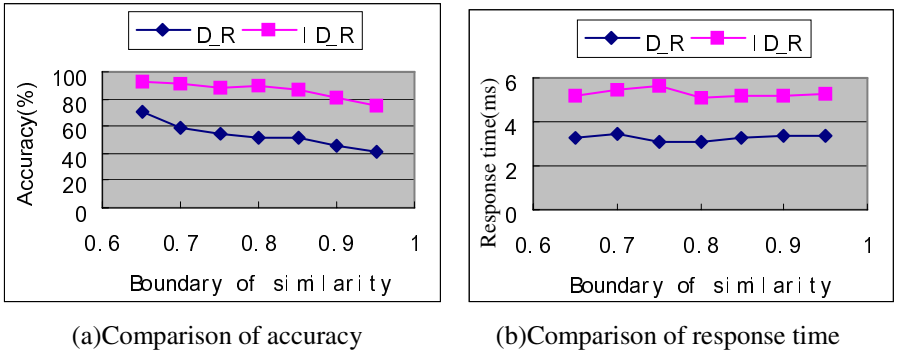 D_R I D_R
Accuracy(%)
100
80
60
40
20
0
0.6 0.7 0.8 0.9 1
Boundary of similarity
(a)Comparison of accuracy
D_R I D_R
Response time(ms)
6
4
2
0
0.6 0.7 0.8 0.9 1
Boundary of similarity
(b)Comparison of response time